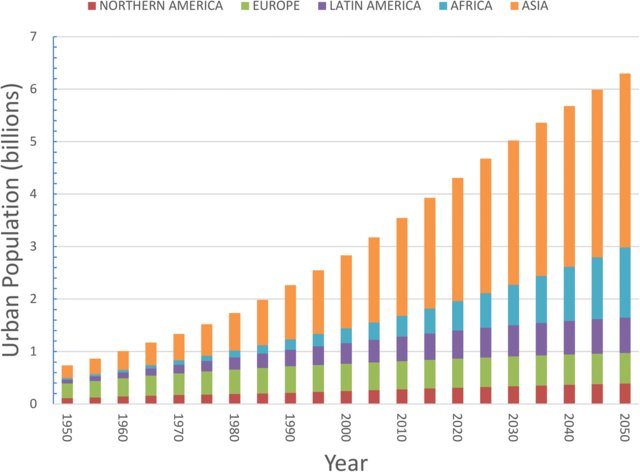 NORTHERN AMERICA EUROPE LATIN AMERICA AFRICA ASIA
Urban Population (billions)
7
6
5
4
3
2
1
0
1950 1960 1970 1980 1990 2000 2010 2020 2030 2040 2050
Year